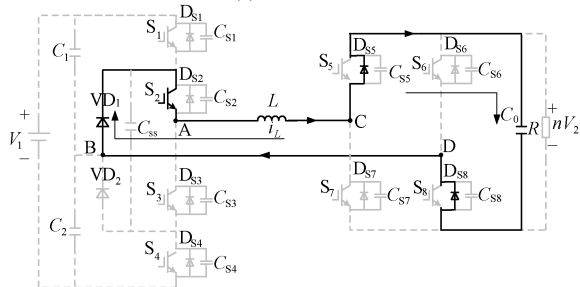 S1 DS1 CS1
C1
DS2
S2 CS2
VD1
Css
A
L
iL
C
V1
+
−
B
VD2
C2
S3 DS3 CS3
S4 DS4 CS4
S5 DS5 CS5
S6 DS6 CS6
C0
R
+
nV2
−
D
S7 DS7 CS7
S8 DS8 CS8